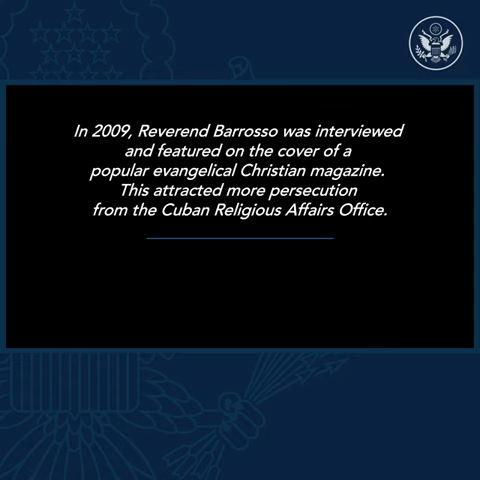 In 2009, Reverend Barrosso was interviewed
and featured on the cover of a
popular evangelical Christian magazine.
This attracted more persecution
from the Cuban Religious Affairs Office.